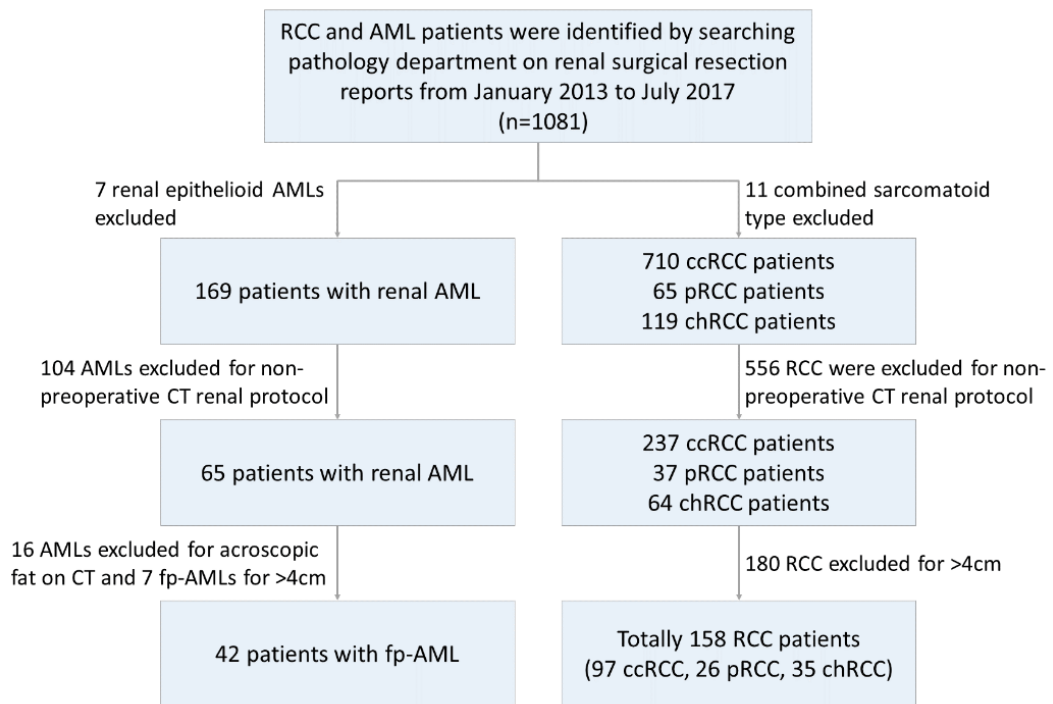 RCC and AML patients were identified by searching
pathology department on renal surgical resection
reports from January 2013 to July 2017
(n=1081)
7 renal epithelioid AMLs
excluded
11 combined sarcomatoid
type excluded
169 patients with renal AML
710 ccRCC patients
65 pRCC patients
119 chRCC patients
104 AMLs excluded for non-
preoperative CT renal protocol
556 RCC were excluded for non-
preoperative CT renal protocol
65 patients with renal AML
237 ccRCC patients
37 pRCC patients
64 chRCC patients
16 AMLs excluded for acroscopic
fat on CT and 7 fp-AMLs for >4cm
180 RCC excluded for >4cm
42 patients with fp-AML
Totally 158 RCC patients
(97 ccRCC, 26 pRCC, 35 chRCC)